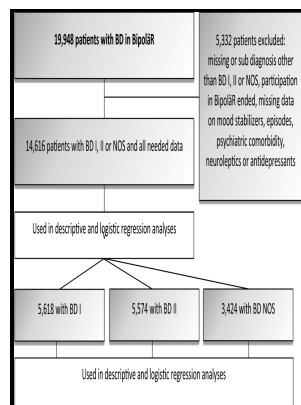 19,948 patients with BD in BipoläR
5,332 patients excluded:
missing or sub diagnosis other
than BD I, II or NOS, participation
in BipoläR ended, missing data
on mood stabilizers, episodes,
psychiatric comorbidity,
neuroleptics or antidepressants
14,616 patients with BD I, II or NOS and all needed data
Used in descriptive and logistic regression analyses
5,618 with BD I
5,574 with BD II
3,424 with BD NOS
Used in descriptive and logistic regression analyses